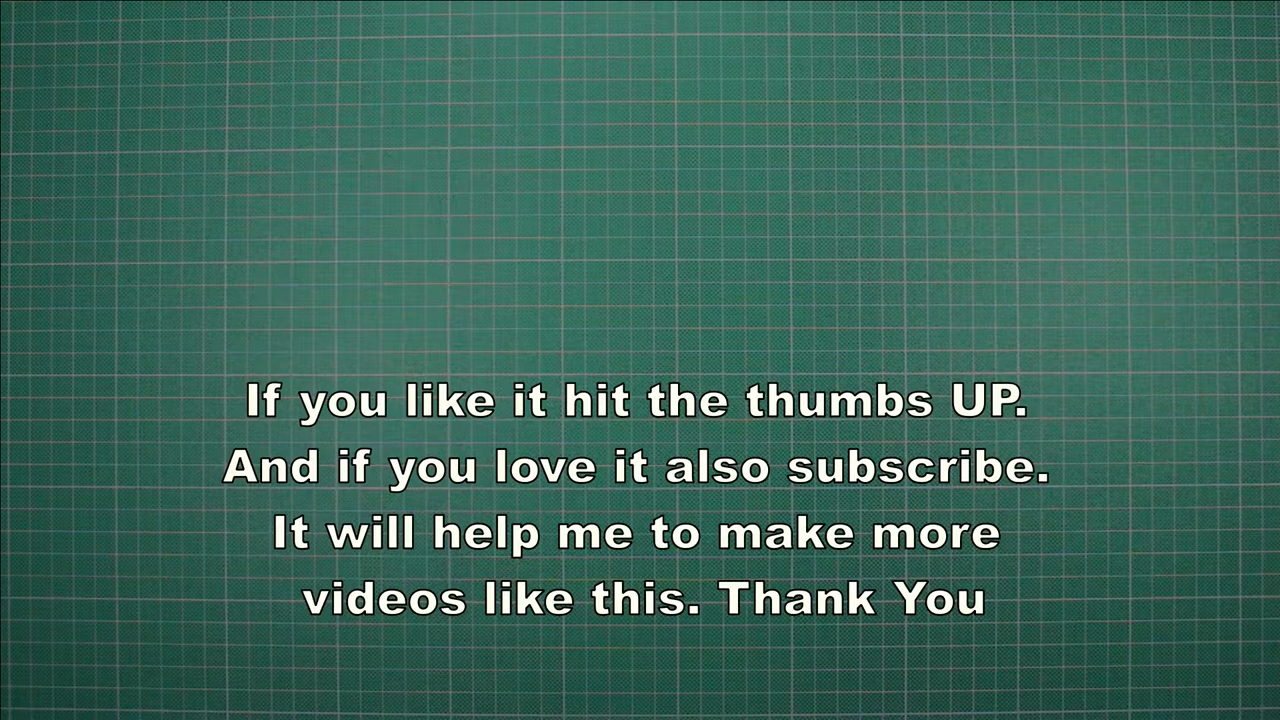 If you like it hit the thumbs UP.
And if you love it also subscribe.
It will help me to make more
videos like this. Thank You